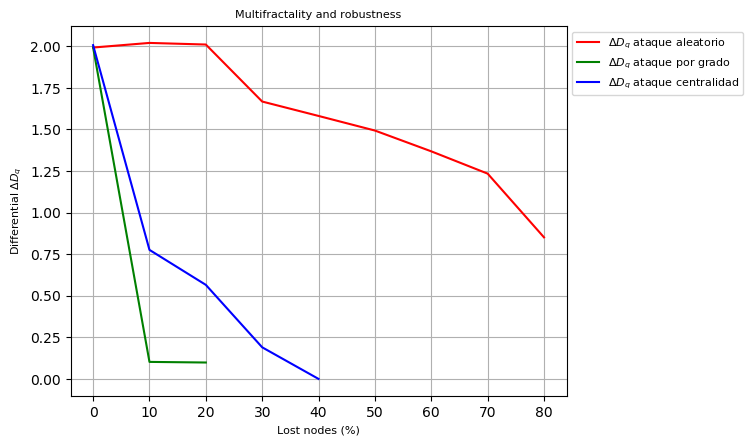 Multifractality and robustness
ΔD_q ataque aleatorio
ΔD_q ataque por grado
ΔD_q ataque centralidad
Differential ΔD_q
2.00
1.75
1.50
1.25
1.00
0.75
0.50
0.25
0.00
0 10 20 30 40 50 60 70 80
Lost nodes (%)